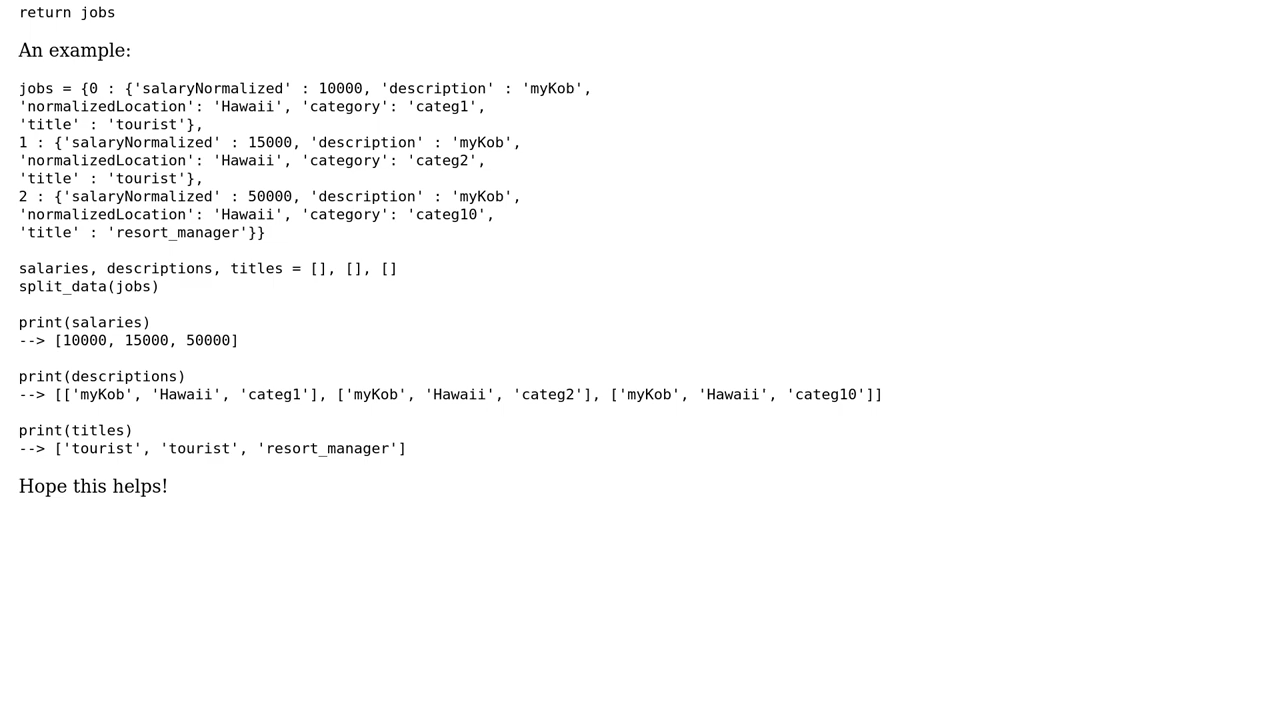 return jobs
An example:
jobs = {0 : {'salaryNormalized' : 10000, 'description' : 'myKob',
'normalizedLocation': 'Hawaii', 'category': 'categ1',
'title' : 'tourist'},
1 : {'salaryNormalized' : 15000, 'description' : 'myKob',
'normalizedLocation': 'Hawaii', 'category': 'categ2',
'title' : 'tourist'},
2 : {'salaryNormalized' : 50000, 'description' : 'myKob',
'normalizedLocation': 'Hawaii', 'category': 'categ10',
'title' : 'resort_manager'}}
salaries, descriptions, titles = [], [], []
split_data(jobs)
print(salaries)
--> [10000, 15000, 50000]
print(descriptions)
--> [['myKob', 'Hawaii', 'categ1'], ['myKob', 'Hawaii', 'categ2'], ['myKob', 'Hawaii', 'categ10']]
print(titles)
--> ['tourist', 'tourist', 'resort_manager']
Hope this helps!